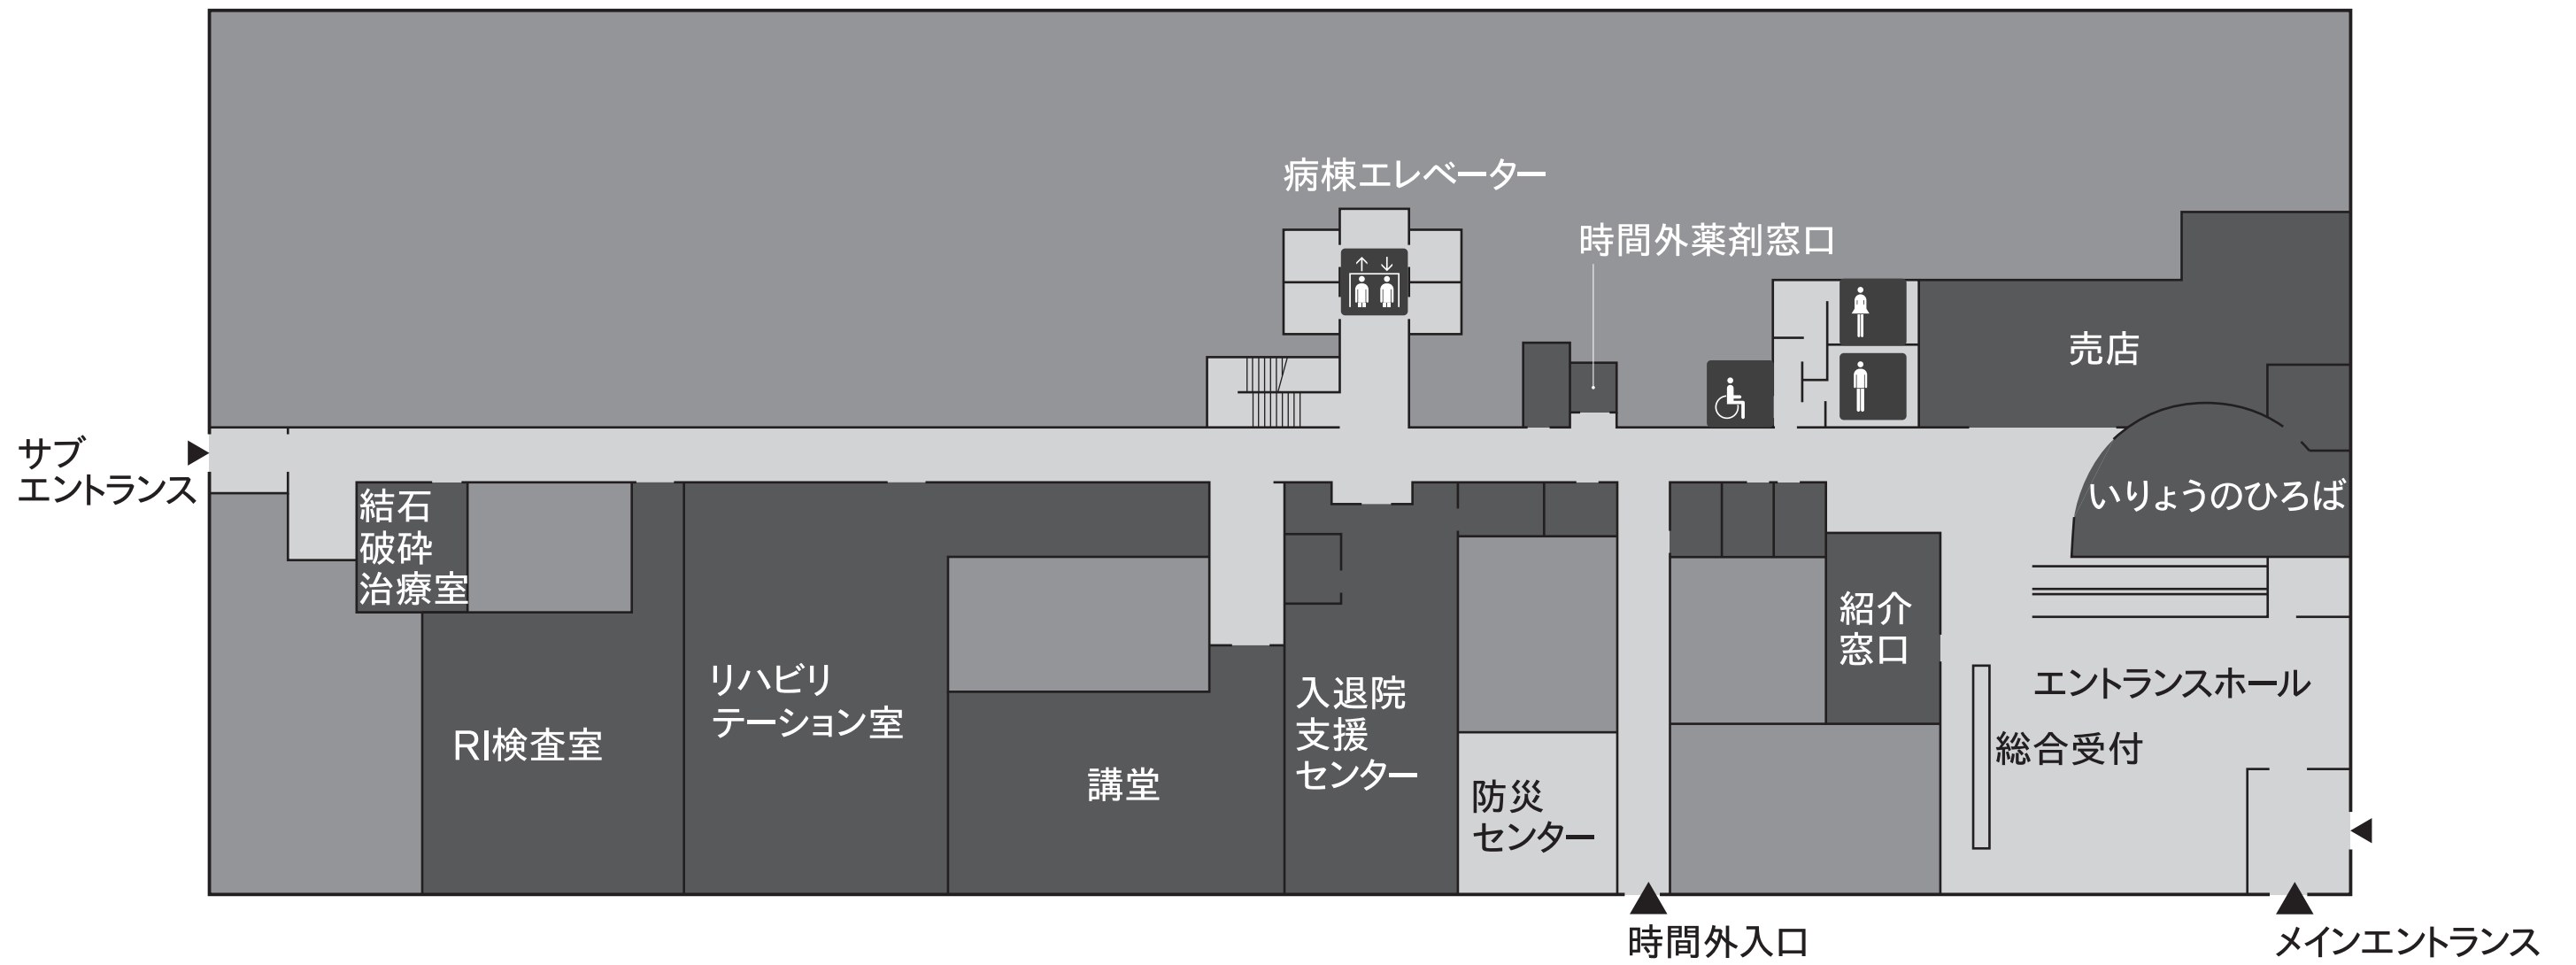 病棟エレベーター
時間外薬剤窓口
売店
サブ
エントランス
結石
破砕
治療室
いりょうのひろば
紹介
窓口
リハビリ
テーション室
エントランスホール
入退院
支援
センター
RI検査室
総合受付
講堂
防災
センター
時間外入口
メインエントランス